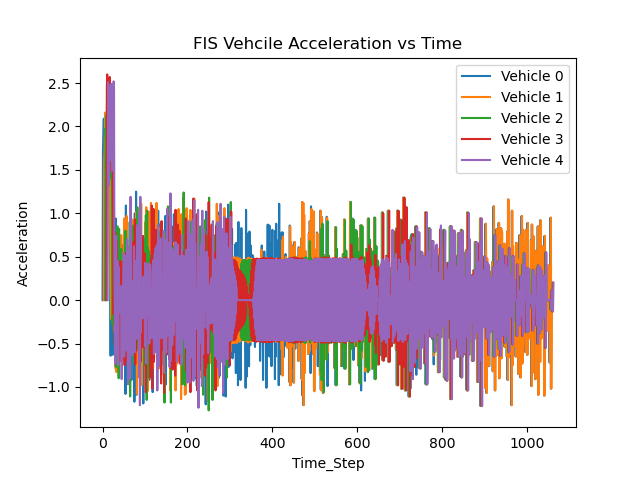 FIS Vehcile Acceleration vs Time
Vehicle 0
Vehicle 1
Vehicle 2
Vehicle 3
Vehicle 4
Acceleration
2.5
2.0
1.5
1.0
0.5
0.0
−0.5
−1.0
0 200 400 600 800 1000
Time_Step